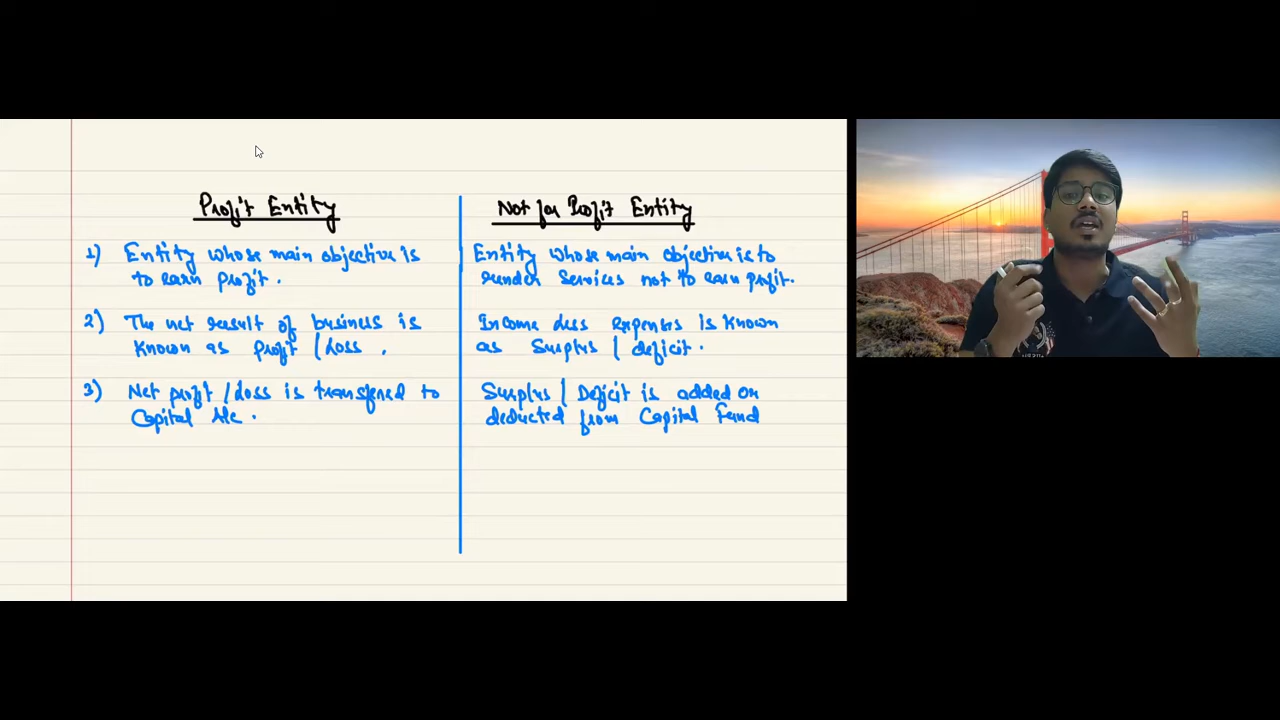 Profit Entity
1) Entity whose main objective is
to earn profit.
2) The net result of business is
known as profit / loss.
3) Net profit / loss is transferred to
Capital A/c.
Not for Profit Entity
Entity whose main objective is to
render services not to earn profit.
Income less expenses is known
as Surplus / deficit.
Surplus / Deficit is added or
deducted from Capital Fund